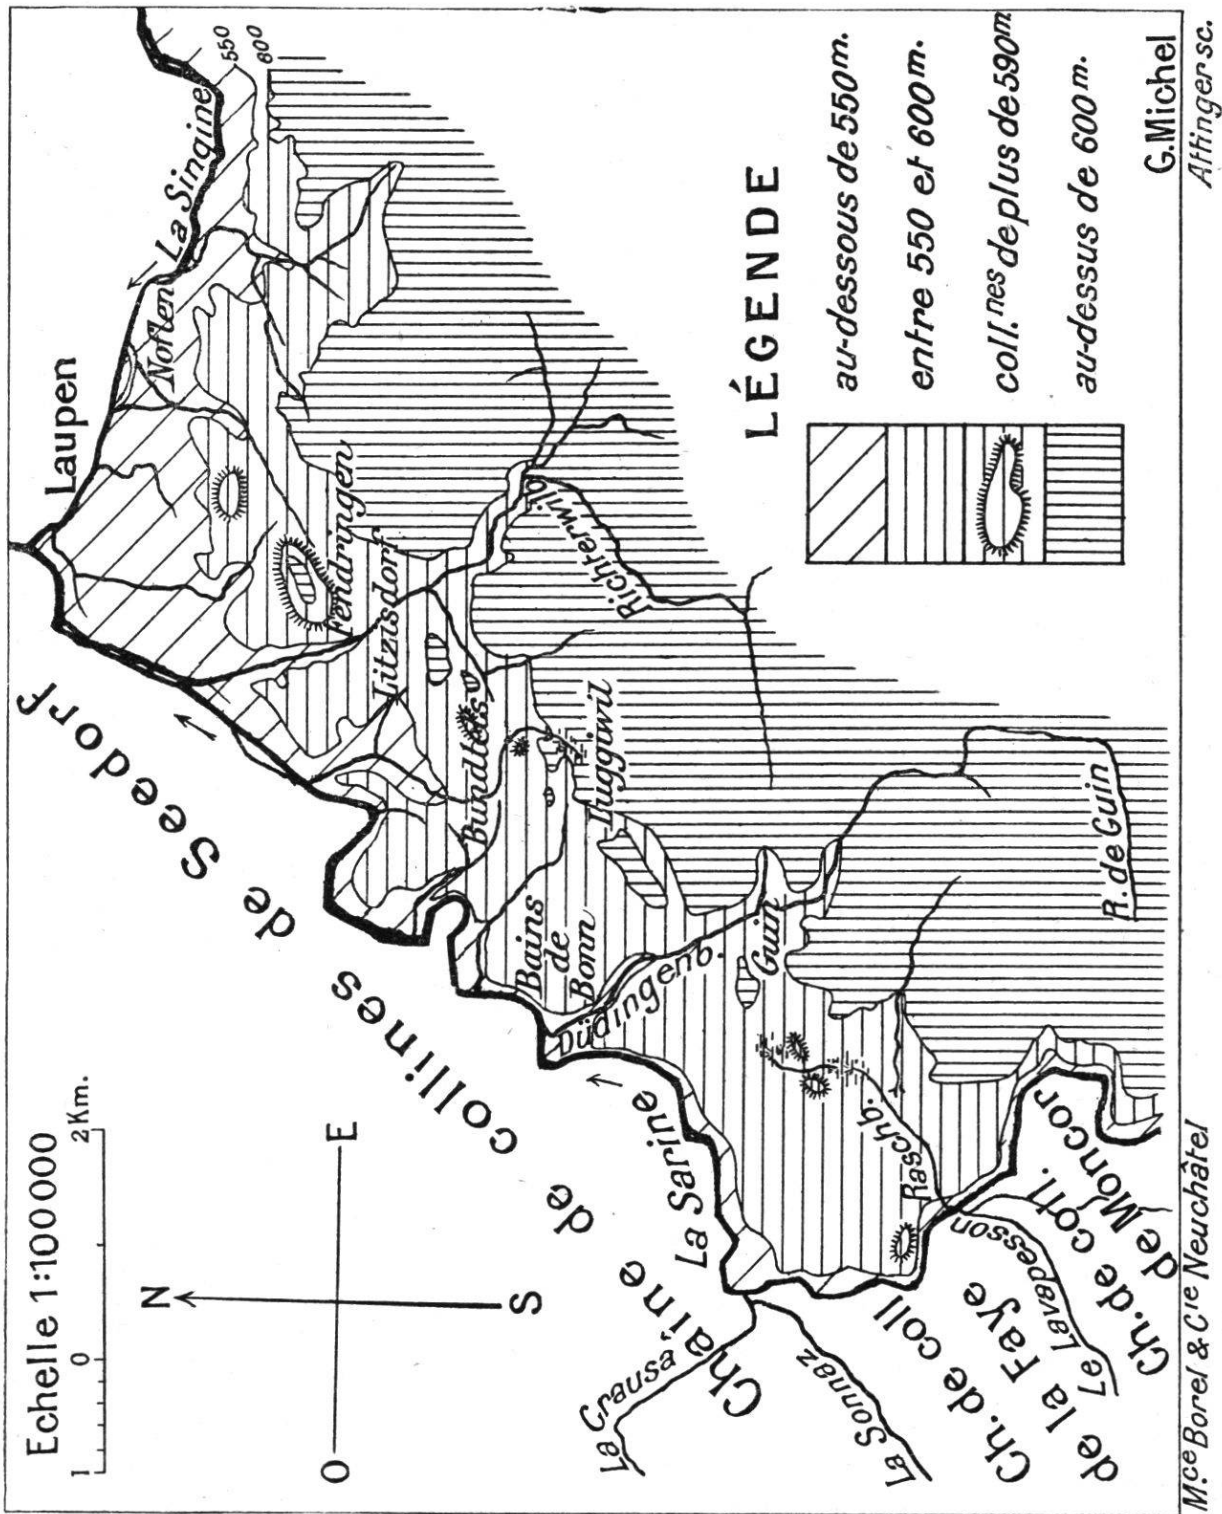 Echelle 1:100 000
1 0 2 Km.
N
O E
S
Chaîne de collines de Seedorf
Laupen
La Singine
Noflen
550
600
Fendringen
Litzisdorf
Bundtels
Richterwil
Luggiwil
Bains
de
Bonn
Düdingenb.
Guin
R. de Guin
La Sarine
Raschb.
La Crausa
La Sonnaz
Ch. de coll
de la Faye
Le Lavapesson
Ch. de coll.
de Moncor
LÉGENDE
au-dessous de 550m.
entre 550 et 600m.
coll.nes de plus de 590m
au-dessus de 600m.
G. Michel
M.ce Borel & Cie Neuchâtel
Attinger sc.